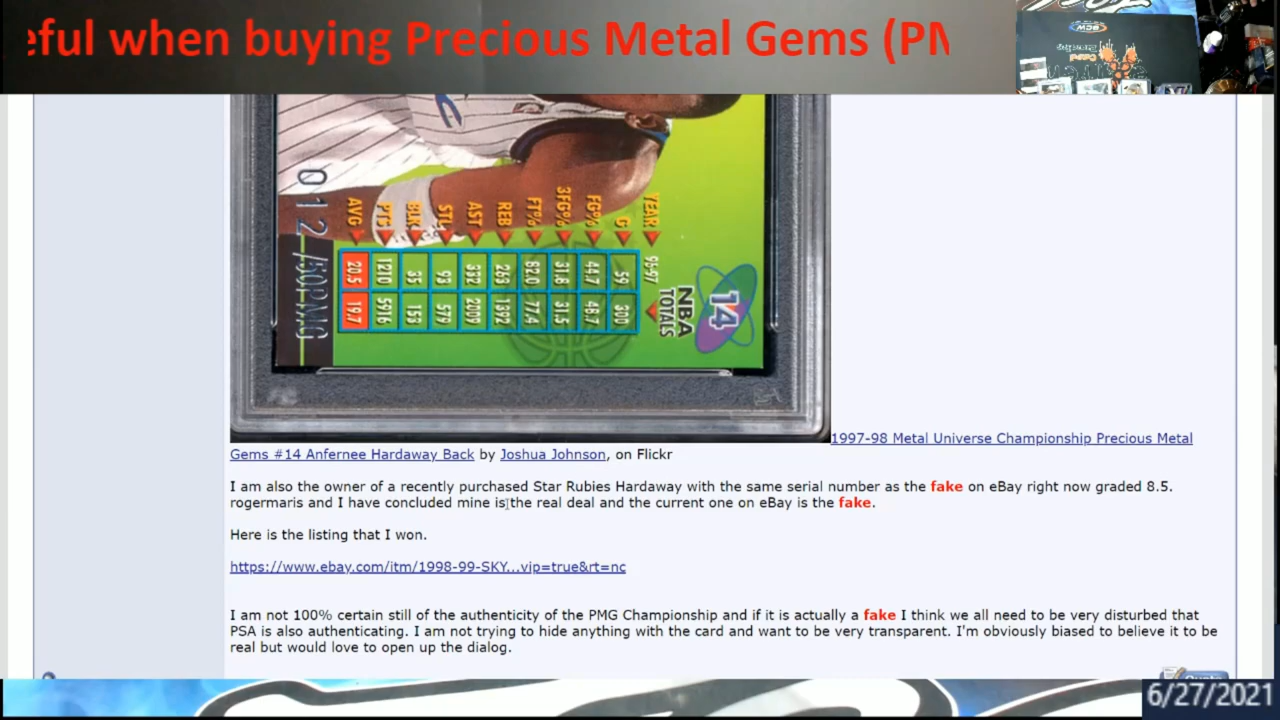 eful when buying Precious Metal Gems (PM
BCW
YEAR
G
FG%
3FG%
FT%
REB
AST
STL
BLK
PTS
AVG
96-97 59 44.7 31.8 82.0 263 332 93 35 1210 20.5
NBA
TOTALS
300 48.7 31.5 77.4 1392 2009 579 153 5916 19.7
14
012/50PMG
1997-98 Metal Universe Championship Precious Metal
Gems #14 Anfernee Hardaway Back by Joshua Johnson, on Flickr
I am also the owner of a recently purchased Star Rubies Hardaway with the same serial number as the fake on eBay right now graded 8.5.
rogermaris and I have concluded mine is the real deal and the current one on eBay is the fake.
Here is the listing that I won.
https://www.ebay.com/itm/1998-99-SKY...vip=true&rt=nc
I am not 100% certain still of the authenticity of the PMG Championship and if it is actually a fake I think we all need to be very disturbed that
PSA is also authenticating. I am not trying to hide anything with the card and want to be very transparent. I'm obviously biased to believe it to be
real but would love to open up the dialog.
6/27/2021